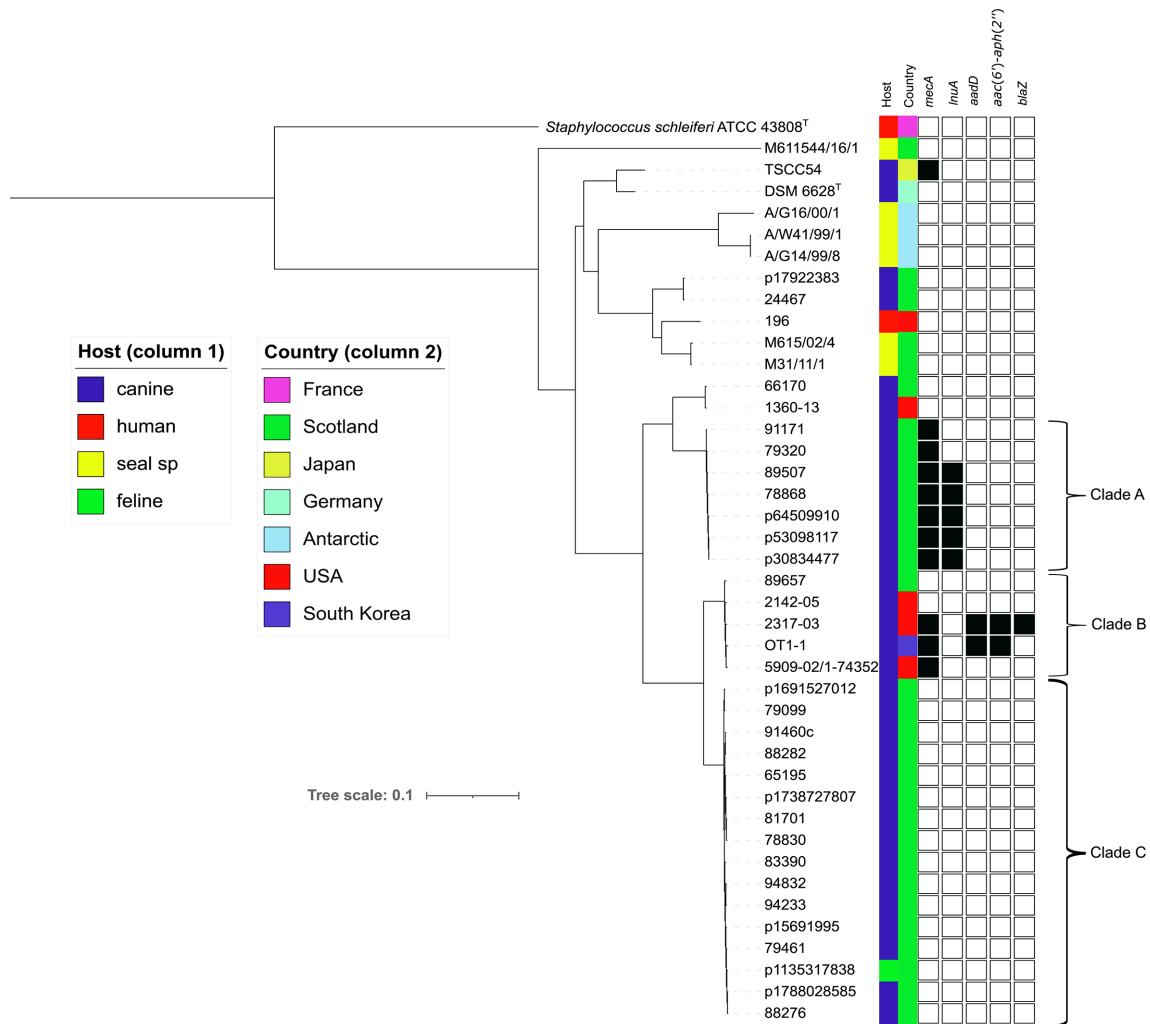 Host
Country
mecA
lnuA
aadD
aac(6')-aph(2'')
blaZ
Staphylococcus schleiferi ATCC 43808T
M611544/16/1
TSCC54
DSM 6628T
A/G16/00/1
A/W41/99/1
A/G14/99/8
p17922383
24467
196
M615/02/4
M31/11/1
66170
1360-13
91171
79320
89507
78868
p64509910
p53098117
p30834477
89657
2142-05
2317-03
OT1-1
5909-02/1-74352
p1691527012
79099
91460c
88282
65195
p1738727807
81701
78830
83390
94832
94233
p15691995
79461
p1135317838
p1788028585
88276
Clade A
Clade B
Clade C
Host (column 1)
canine
human
seal sp
feline
Country (column 2)
France
Scotland
Japan
Germany
Antarctic
USA
South Korea
Tree scale: 0.1